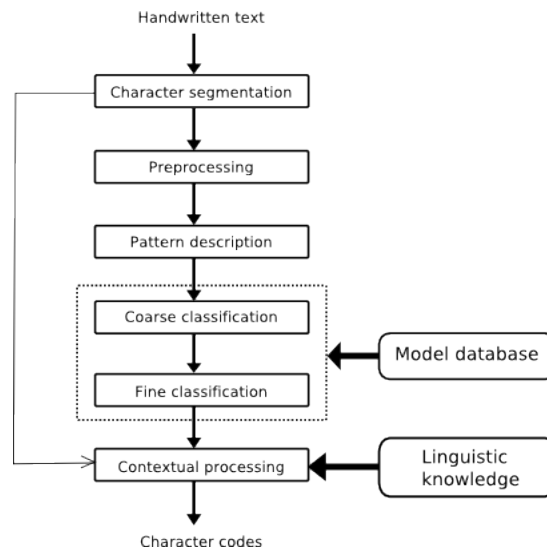 Handwritten text
Character segmentation
Preprocessing
Pattern description
Coarse classification
Model database
Fine classification
Linguistic
knowledge
Contextual processing
Character codes